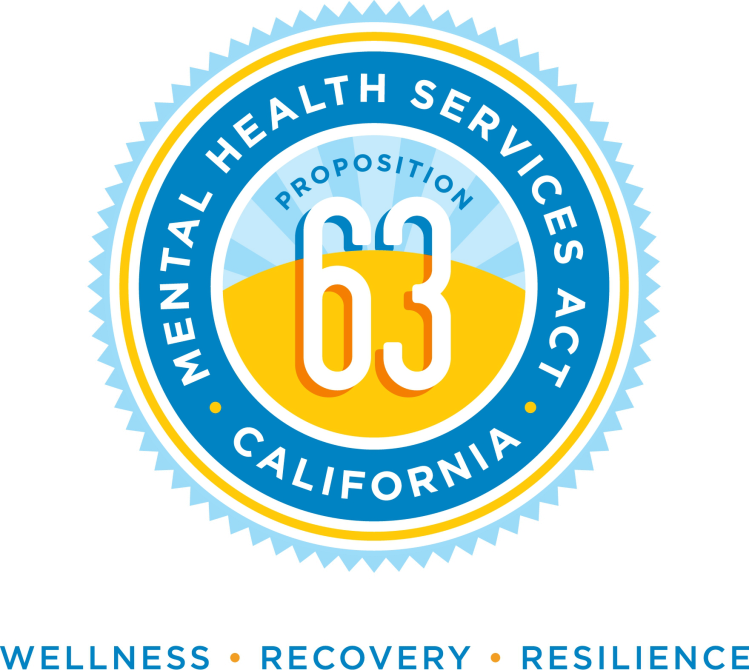 MENTAL HEALTH SERVICES ACT
PROPOSITION
63
• CALIFORNIA •
WELLNESS • RECOVERY • RESILIENCE